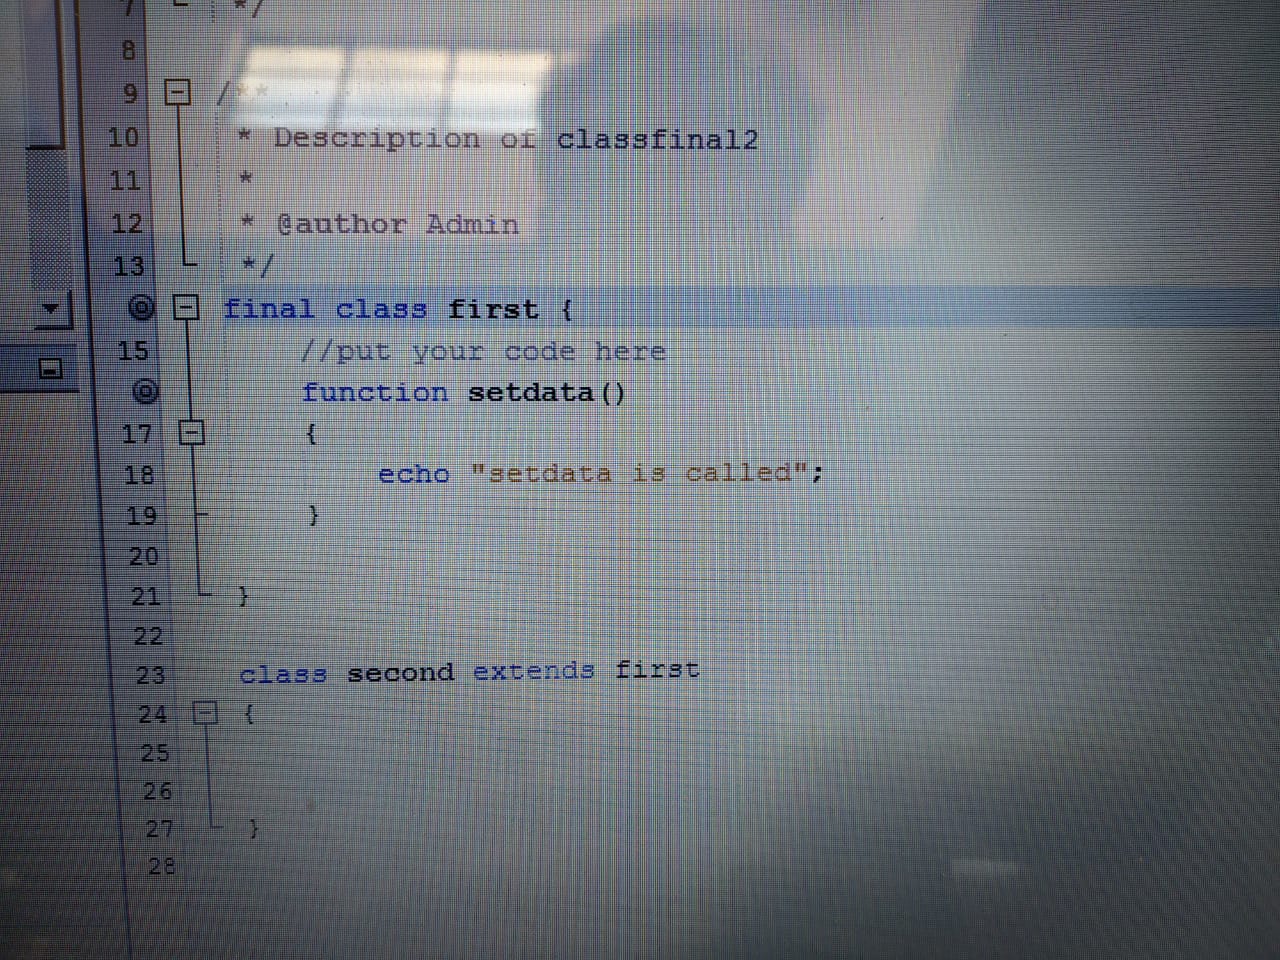 7 */
8
9 /**
10 * Description of classfinal2
11 *
12 * @author Admin
13 */
final class first {
15 //put your code here
function setdata()
17 {
18 echo "setdata is called";
19 }
20
21 }
22
23 class second extends first
24 {
25
26
27 }
28